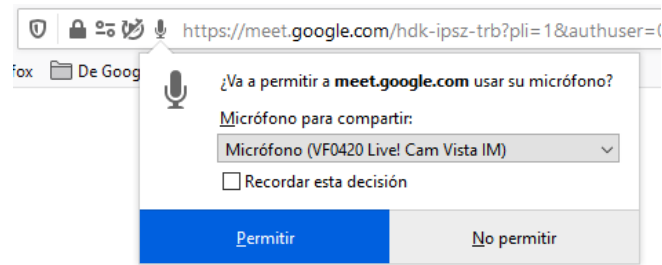 https://meet.google.com/hdk-ipsz-trb?pli=1&authuser=0
fox De Goog
¿Va a permitir a meet.google.com usar su micrófono?
Micrófono para compartir:
Micrófono (VF0420 Live! Cam Vista IM)
Recordar esta decisión
Permitir No permitir